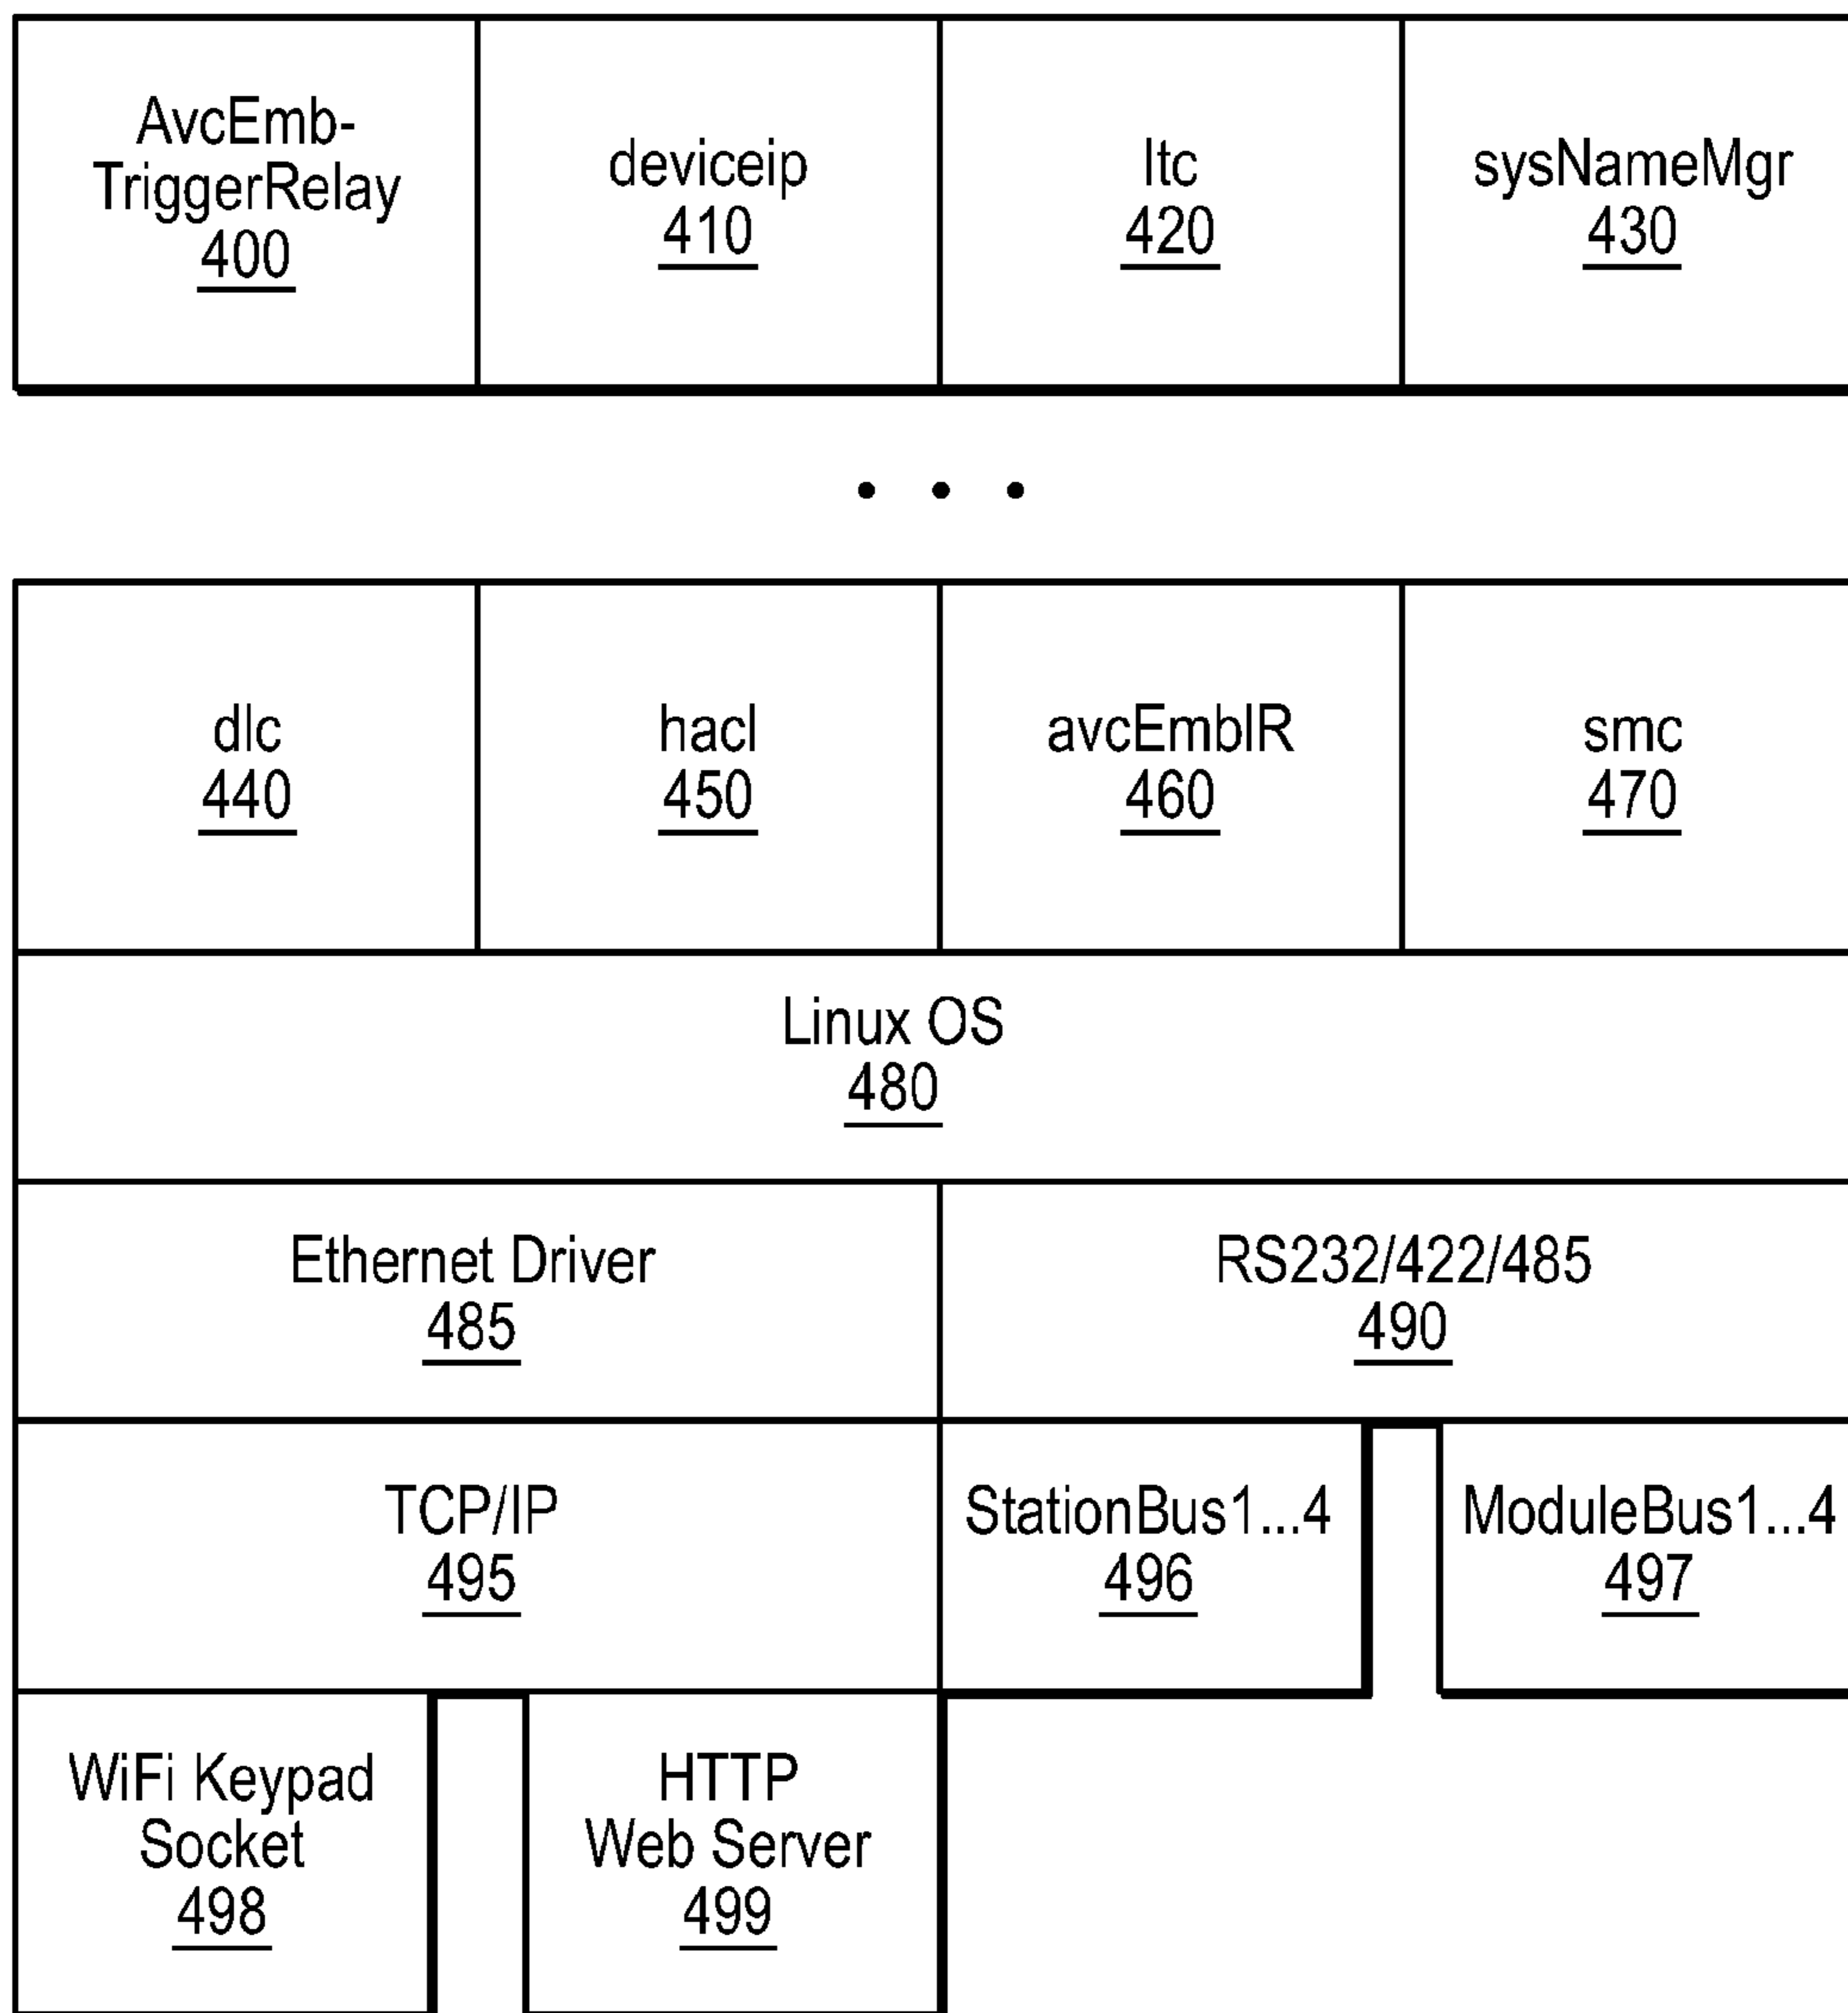 AvcEmb-
TriggerRelay
400
deviceip
410
ltc
420
sysNameMgr
430
• • •
dlc
440
hacl
450
avcEmbIR
460
smc
470
Linux OS
480
Ethernet Driver
485
RS232/422/485
490
TCP/IP
495
StationBus1...4
496
ModuleBus1...4
497
WiFi Keypad
Socket
498
HTTP
Web Server
499